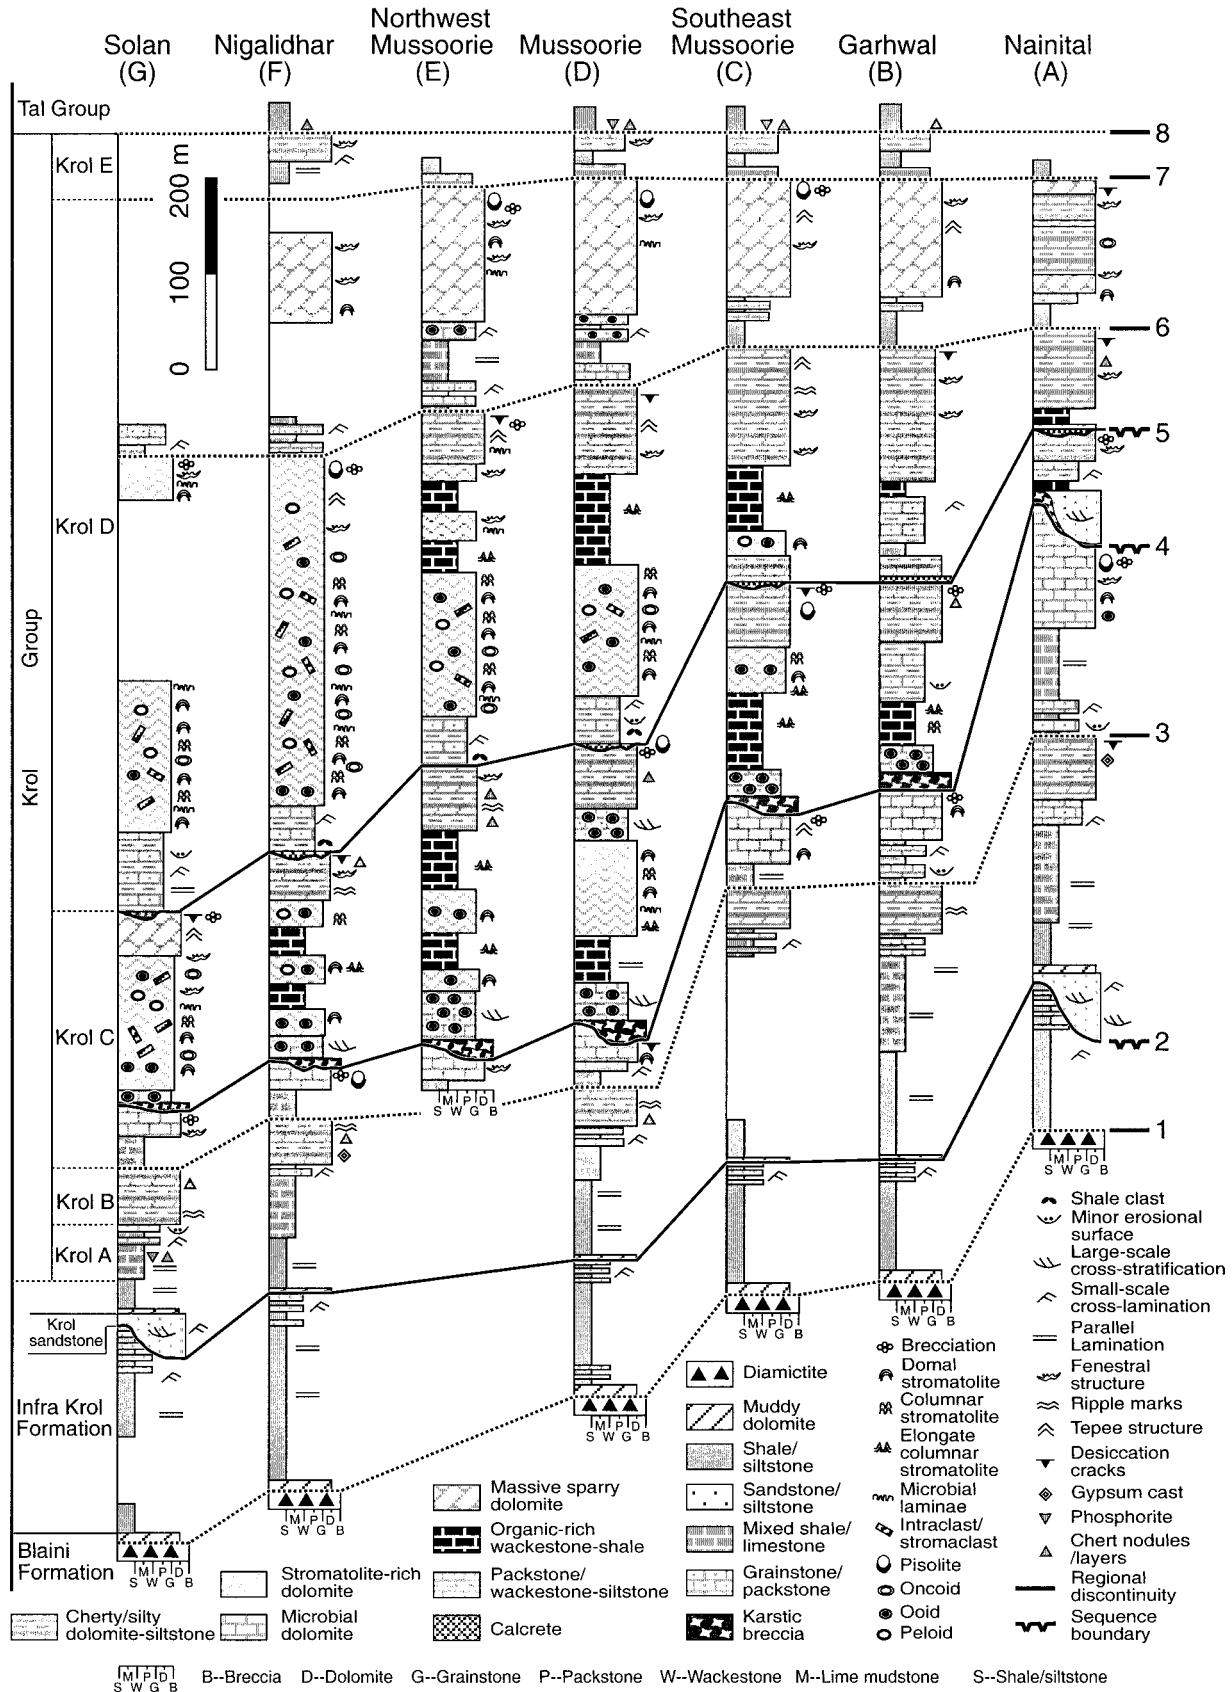 Solan
(G)
Nigalidhar
(F)
Northwest
Mussoorie
(E)
Mussoorie
(D)
Southeast
Mussoorie
(C)
Garhwal
(B)
Nainital
(A)
Tal Group
Krol E
Krol D
Krol C
Krol B
Krol A
Krol Group
Krol
sandstone
Infra Krol
Formation
Blaini
Formation
200 m
100
0
8
7
6
5
4
3
2
1
S M W P G D B
S M W P G D B
S M W P G D B
S M W P G D B
S M W P G D B
S M W P G D B
S M W P G D B
Cherty/silty
dolomite-siltstone
Stromatolite-rich
dolomite
Microbial
dolomite
Massive sparry
dolomite
Organic-rich
wackestone-shale
Packstone/
wackestone-siltstone
Calcrete
Diamictite
Muddy
dolomite
Shale/
siltstone
Sandstone/
siltstone
Mixed shale/
limestone
Grainstone/
packstone
Karstic
breccia
Brecciation
Domal
stromatolite
Columnar
stromatolite
Elongate
columnar
stromatolite
Microbial
laminae
Intraclast/
stromaclast
Pisolite
Oncoid
Ooid
Peloid
Shale clast
Minor erosional
surface
Large-scale
cross-stratification
Small-scale
cross-lamination
Parallel
Lamination
Fenestral
structure
Ripple marks
Tepee structure
Desiccation
cracks
Gypsum cast
Phosphorite
Chert nodules
/layers
Regional
discontinuity
Sequence
boundary
S M W P G D B
B--Breccia D--Dolomite G--Grainstone P--Packstone W--Wackestone M--Lime mudstone S--Shale/siltstone